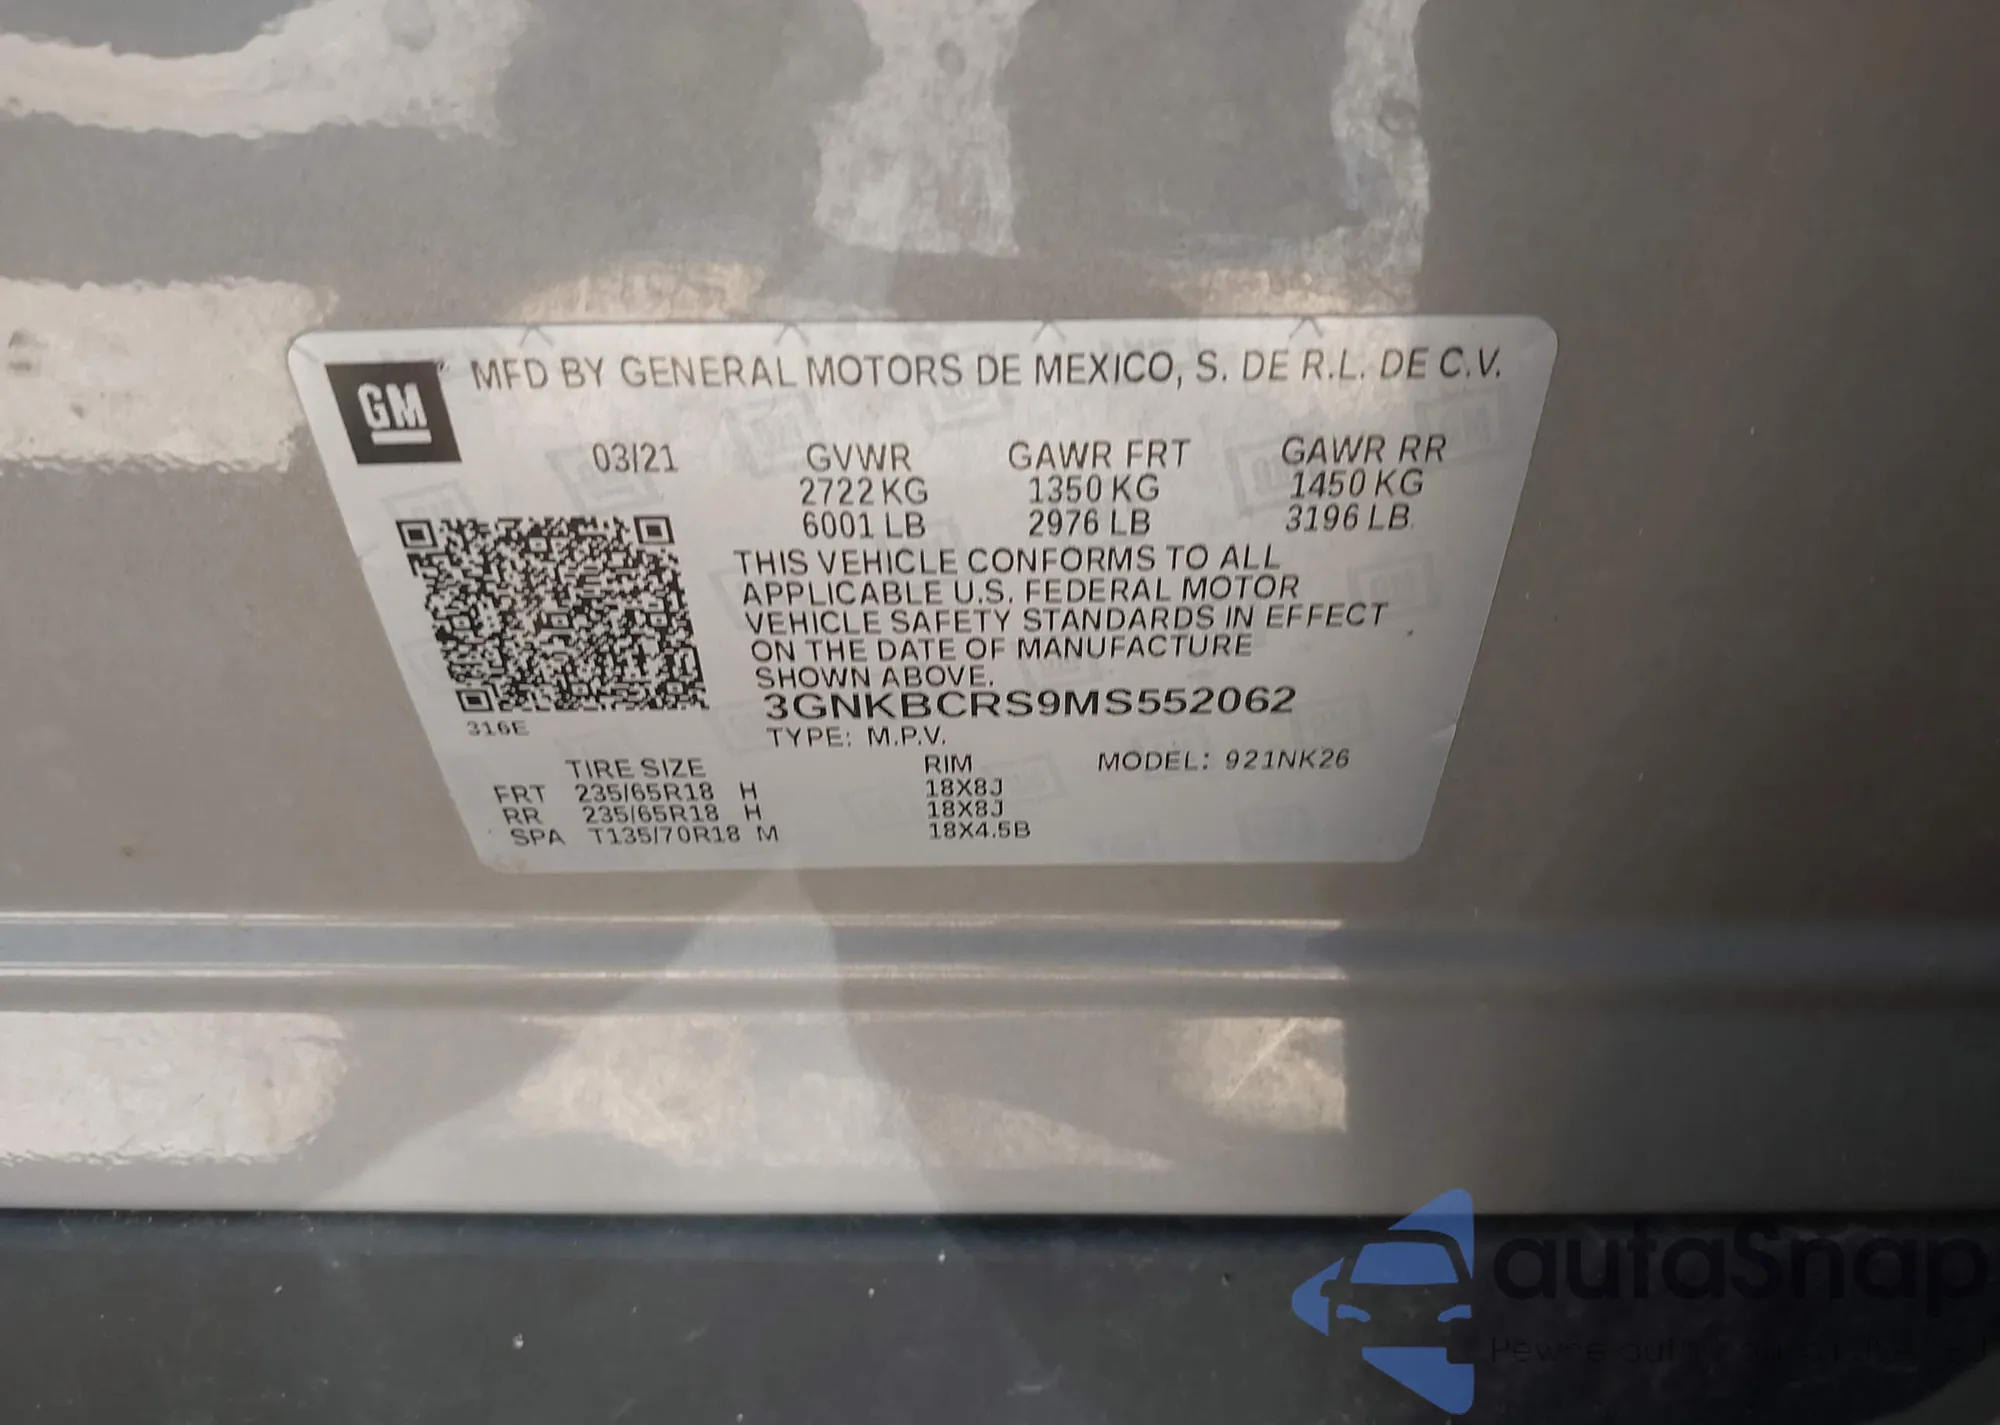 GM
MFD BY GENERAL MOTORS DE MEXICO, S. DE R.L. DE C.V.
03/21 GVWR GAWR FRT GAWR RR
2722 KG 1350 KG 1450 KG
6001 LB 2976 LB 3196 LB
THIS VEHICLE CONFORMS TO ALL
APPLICABLE U.S. FEDERAL MOTOR
VEHICLE SAFETY STANDARDS IN EFFECT
ON THE DATE OF MANUFACTURE
SHOWN ABOVE.
3GNKBCRS9MS552062
316E
TYPE: M.P.V.
TIRE SIZE RIM MODEL: 921NK26
FRT 235/65R18 H 18X8J
RR 235/65R18 H 18X8J
SPA T135/70R18 M 18X4.5B
autaSnap
Pewne auta